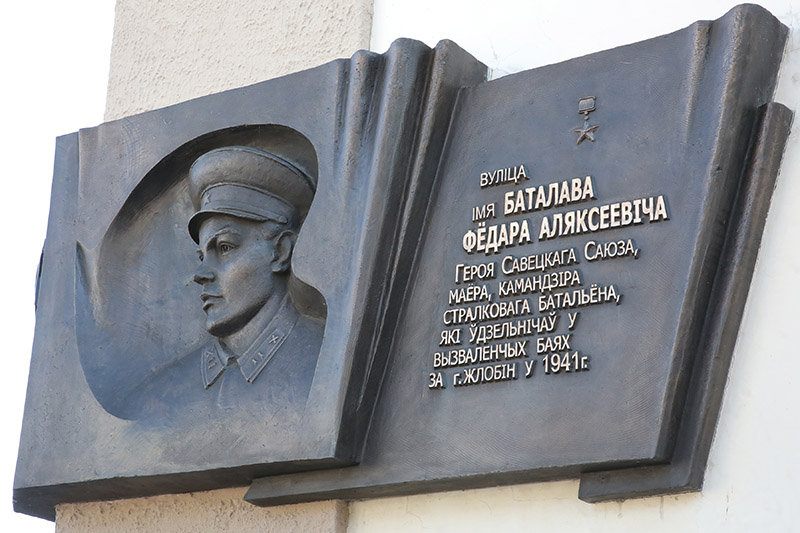 ВУЛІЦА
ІМЯ БАТАЛАВА
ФЁДАРА АЛЯКСЕЕВІЧА
ГЕРОЯ САВЕЦКАГА САЮЗА,
МАЁРА, КАМАНДЗІРА
СТРАЛКОВАГА БАТАЛЬЁНА,
ЯКІ ЎДЗЕЛЬНІЧАЎ У
ВЫЗВАЛЕНЧЫХ БАЯХ
ЗА г. ЖЛОБІН У 1941г.